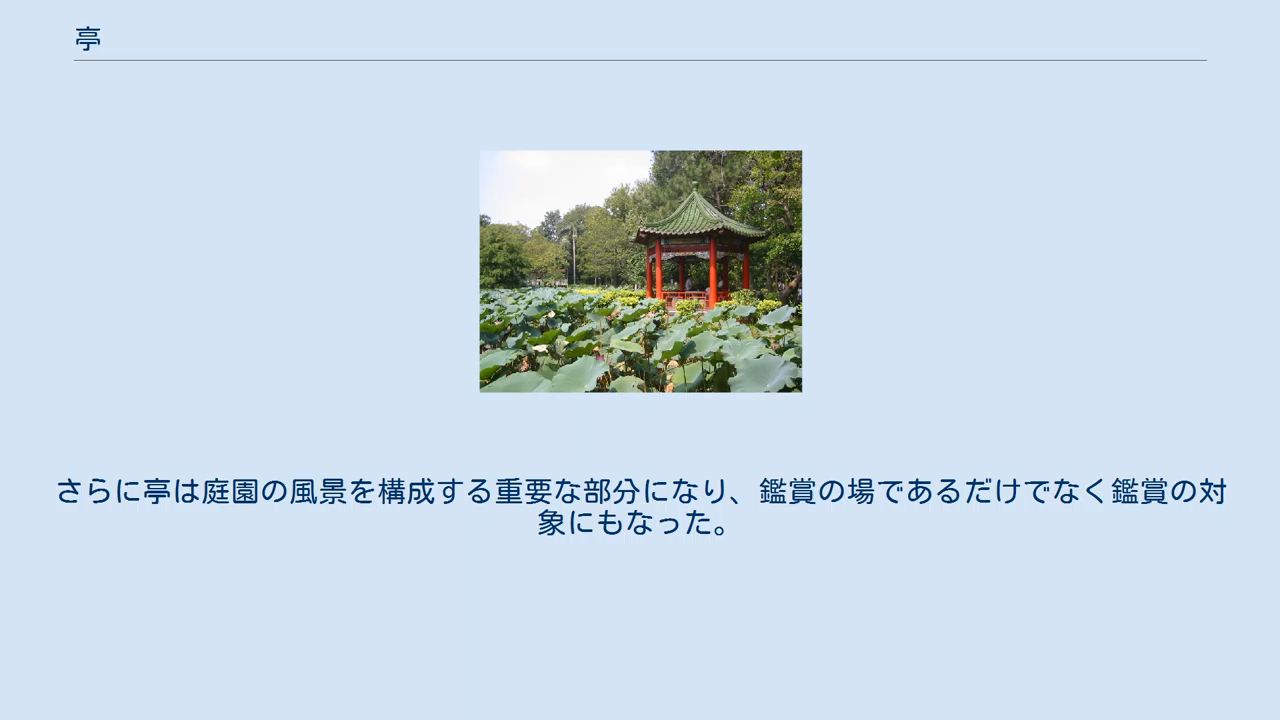 亭
さらに亭は庭園の風景を構成する重要な部分になり、鑑賞の場であるだけでなく鑑賞の対
象にもなった。